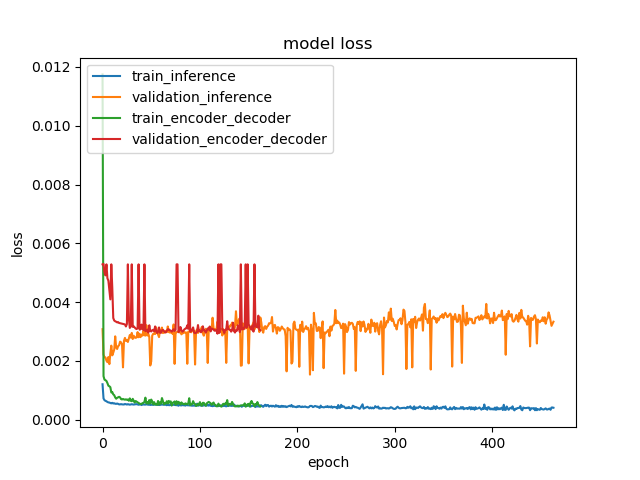 model loss
train_inference
validation_inference
train_encoder_decoder
validation_encoder_decoder
loss
0.012
0.010
0.008
0.006
0.004
0.002
0.000
0 100 200 300 400
epoch